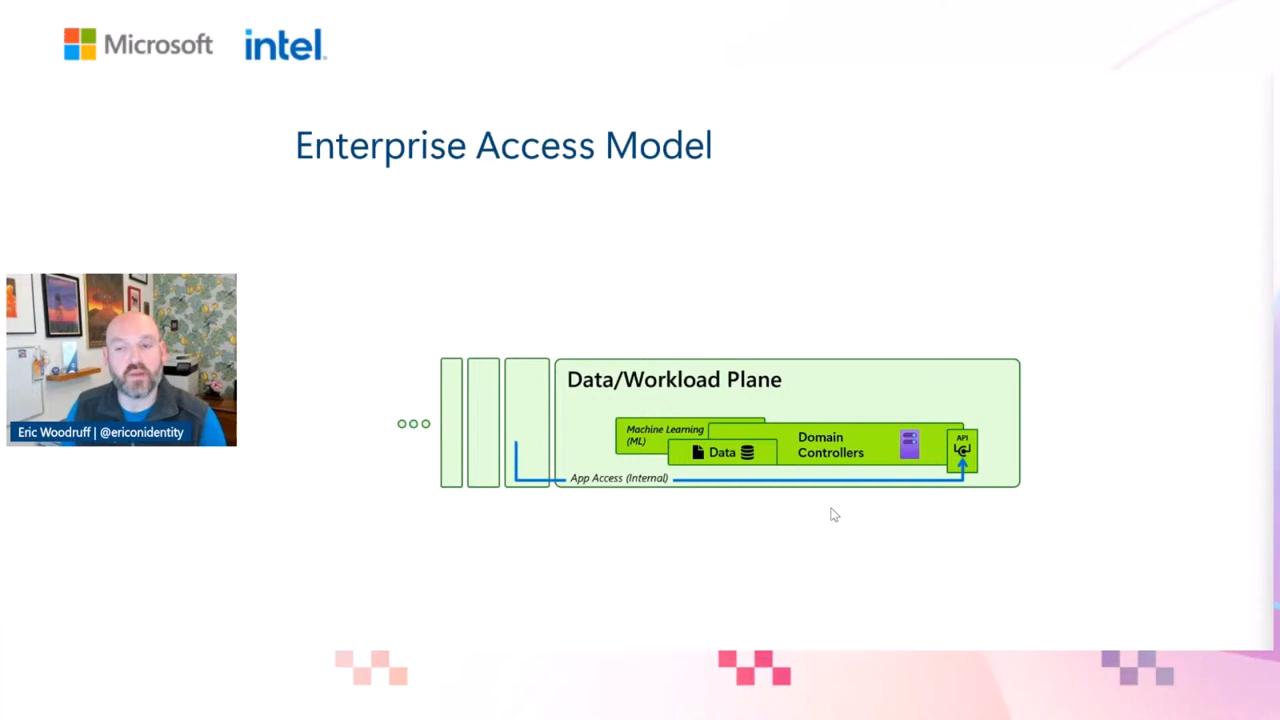 Microsoft intel.
Enterprise Access Model
Data/Workload Plane
Machine Learning
(ML)
Data
Domain
Controllers
API
App Access (Internal)
Eric Woodruff | @ericonidentity